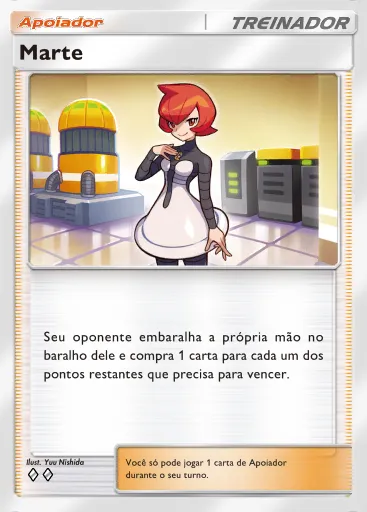 Apoiador
TREINADOR
Marte
Seu oponente embaralha a própria mão no
baralho dele e compra 1 carta para cada um dos
pontos restantes que precisa para vencer.
Ilust. Yuu Nishida
Você só pode jogar 1 carta de Apoiador
durante o seu turno.